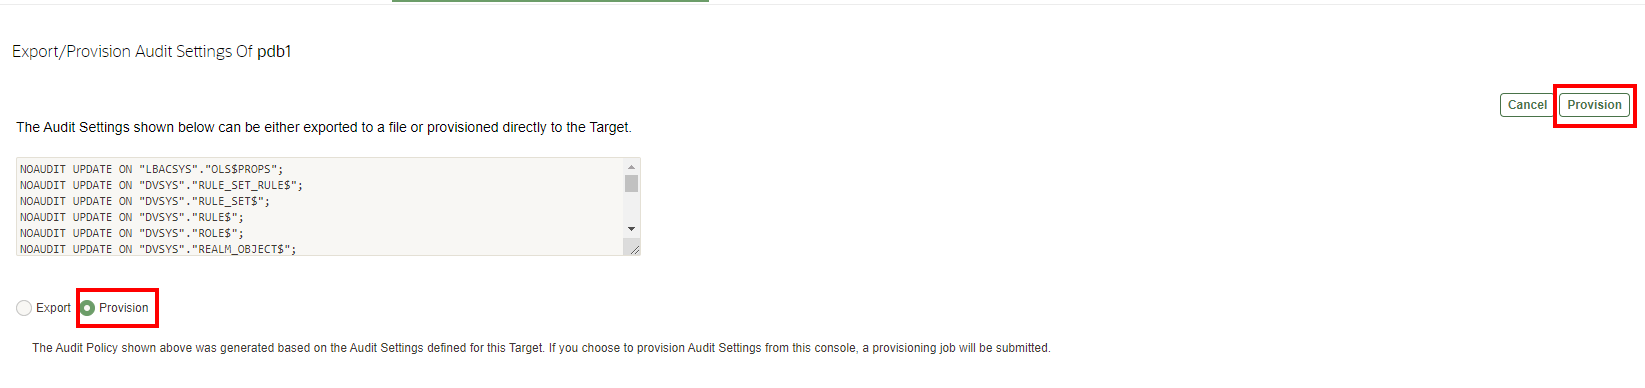 Export/Provision Audit Settings Of pdb1
Cancel Provision
The Audit Settings shown below can be either exported to a file or provisioned directly to the Target.
NOAUDIT UPDATE ON "LBACSYS"."OLS$PROPS";
NOAUDIT UPDATE ON "DVSYS"."RULE_SET_RULE$";
NOAUDIT UPDATE ON "DVSYS"."RULE_SET$";
NOAUDIT UPDATE ON "DVSYS"."RULE$";
NOAUDIT UPDATE ON "DVSYS"."ROLE$";
NOAUDIT UPDATE ON "DVSYS"."REALM_OBJECT$";
Export Provision
The Audit Policy shown above was generated based on the Audit Settings defined for this Target. If you choose to provision Audit Settings from this console, a provisioning job will be submitted.